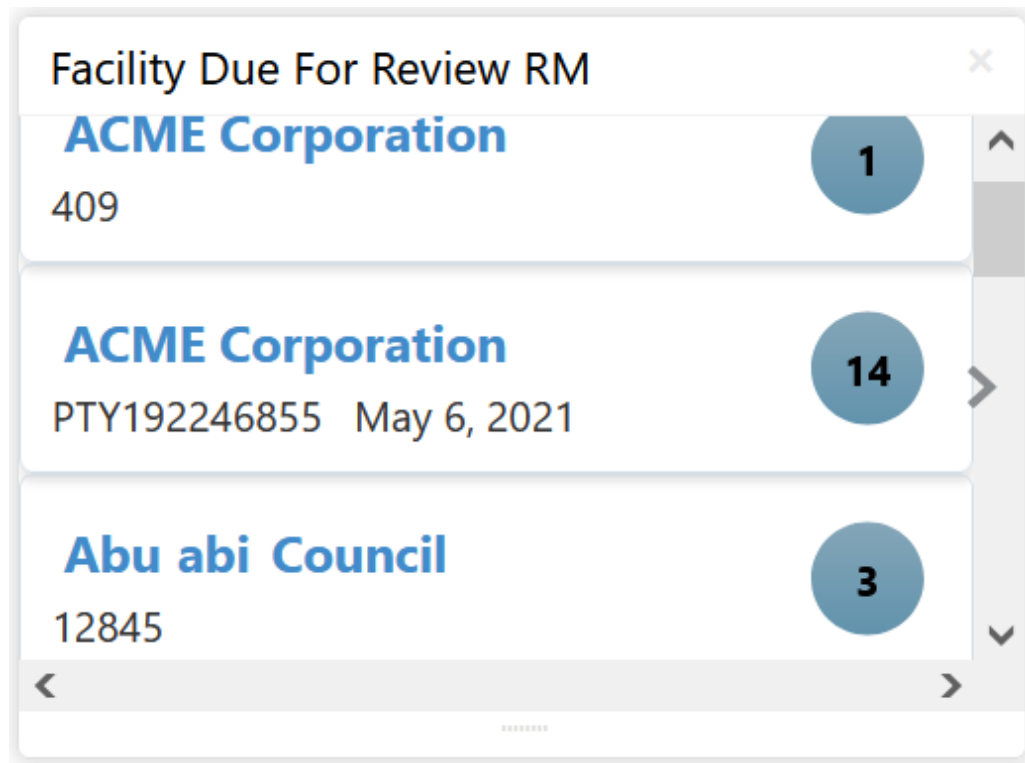 Facility Due For Review RM
ACME Corporation
1
409
ACME Corporation
14
PTY192246855 May 6, 2021
Abu abi Council
3
12845